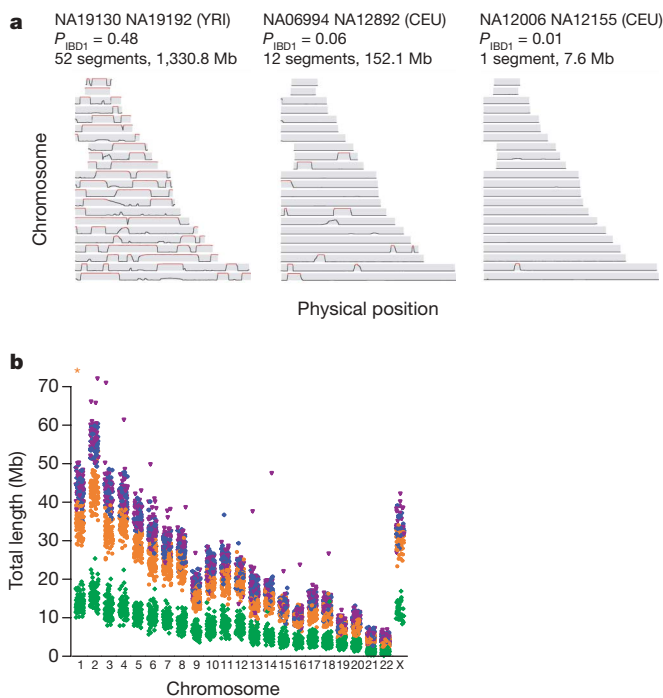 a
NA19130 NA19192 (YRI)
P_IBD1 = 0.48
52 segments, 1,330.8 Mb
NA06994 NA12892 (CEU)
P_IBD1 = 0.06
12 segments, 152.1 Mb
NA12006 NA12155 (CEU)
P_IBD1 = 0.01
1 segment, 7.6 Mb
Chromosome
Physical position
b
Total length (Mb)
70
60
50
40
30
20
10
0
1 2 3 4 5 6 7 8 9 10 11 12 13 14 15 16 17 18 19 20 21 22 X
Chromosome